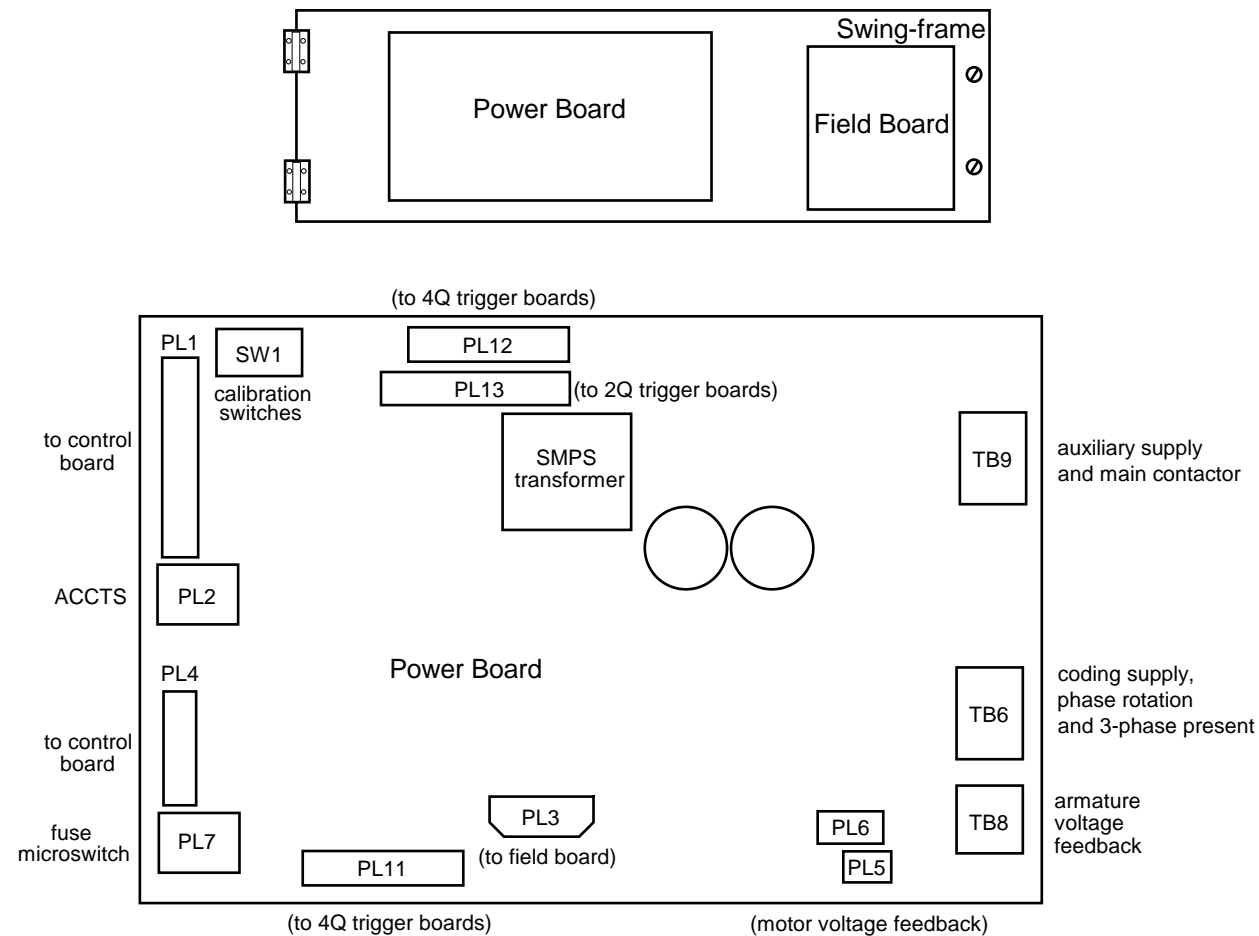 Swing-frame
Power Board
Field Board
(to 4Q trigger boards)
PL1
SW1
calibration
switches
PL12
PL13
(to 2Q trigger boards)
to control
board
SMPS
transformer
TB9
auxiliary supply
and main contactor
ACCTS
PL2
Power Board
PL4
to control
board
TB6
coding supply,
phase rotation
and 3-phase present
fuse
microswitch
PL7
PL3
(to field board)
PL11
PL6
PL5
TB8
armature
voltage
feedback
(to 4Q trigger boards)
(motor voltage feedback)